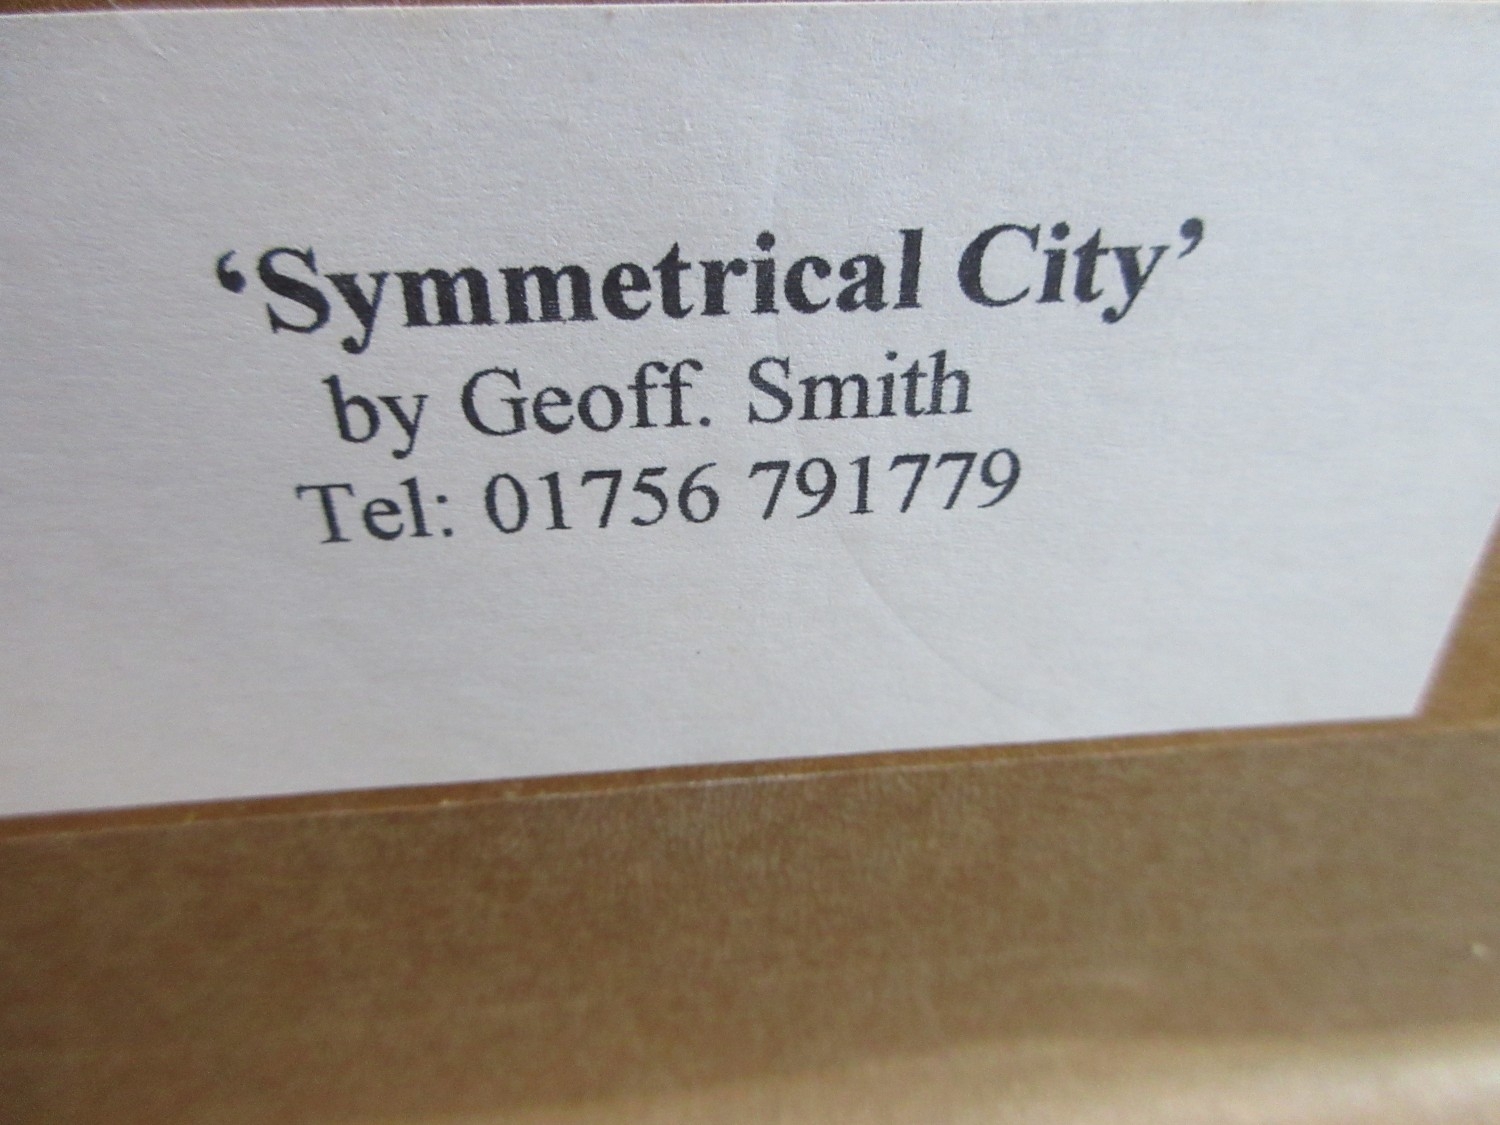 ‘Symmetrical City’
by Geoff. Smith
Tel: 01756 791779